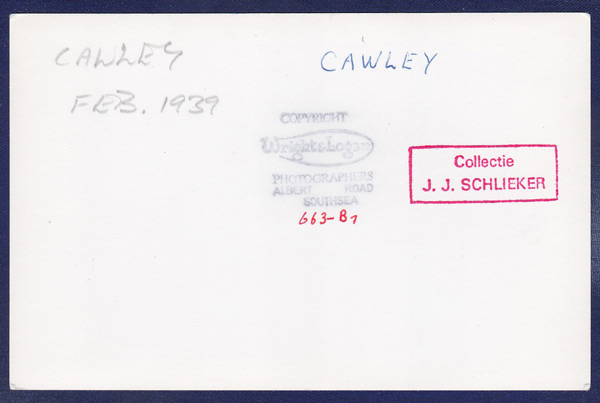 CAWLEY
FEB. 1939
CAWLEY
COPYRIGHT
Wright & Logan
PHOTOGRAPHERS
ALBERT ROAD
SOUTHSEA
663-B1
Collectie
J. J. SCHLIEKER